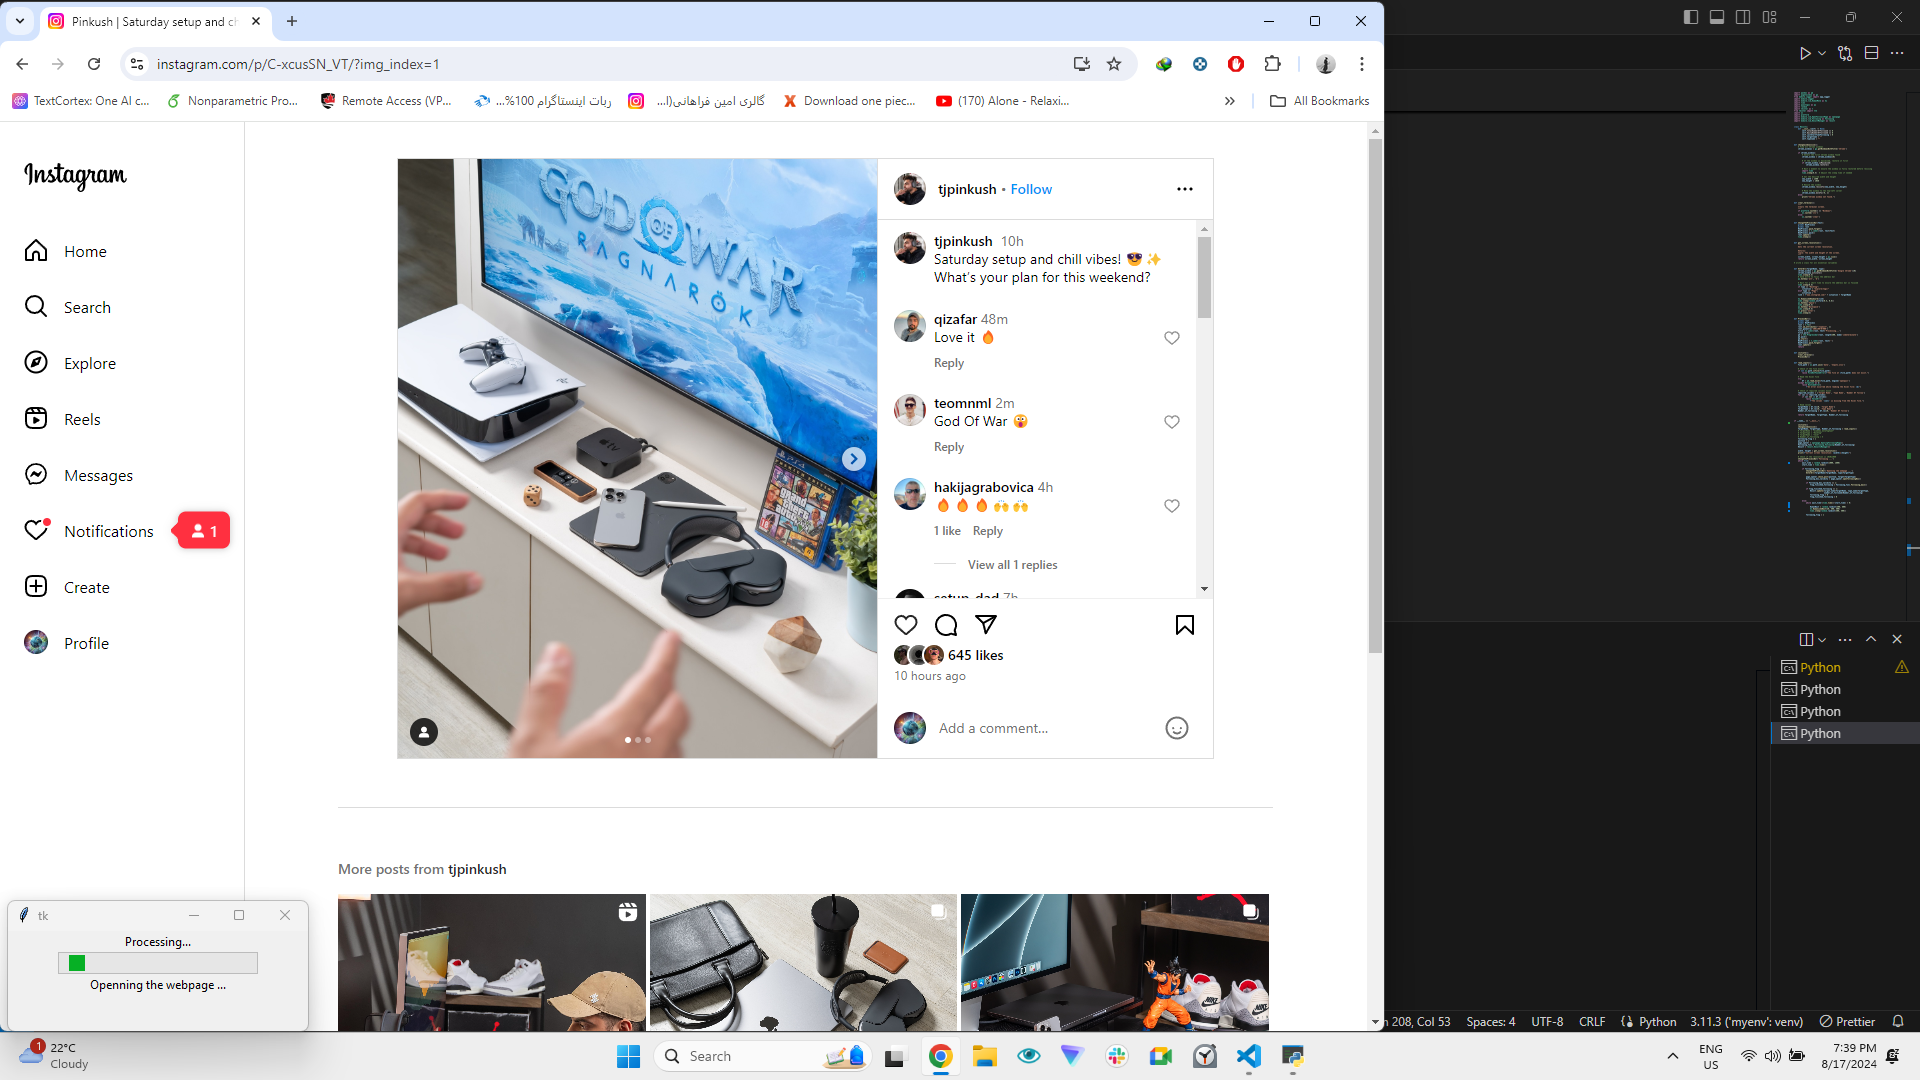 Pinkush | Saturday setup and ch
instagram.com/p/C-xcusSN_VT/?img_index=1
TextCortex: One AI c...
Nonparametric Pro...
Remote Access (VP...
ربات اینستاگرام 100%...
گالری امین فراهانی(ا...
Download one piec...
(170) Alone - Relaxi...
All Bookmarks
Instagram
Home
Search
Explore
Reels
Messages
Notifications
1
Create
Profile
GOD OF WAR
RAGNARÖK
tjpinkush • Follow
tjpinkush 10h
Saturday setup and chill vibes! 😎✨
What's your plan for this weekend?
qizafar 48m
Love it 🔥
Reply
teomnml 2m
God Of War 😱
Reply
hakijagrabovica 4h
🔥🔥🔥🙌🙌
1 like Reply
View all 1 replies
setup_dad 7h
645 likes
10 hours ago
Add a comment...
More posts from tjpinkush
tk
Processing...
Openning the webpage ...
Python
Python
Python
Python
208, Col 53 Spaces: 4 UTF-8 CRLF Python 3.11.3 ('myenv': venv) Prettier
1
22°C
Cloudy
Search
ENG
US
7:39 PM
8/17/2024